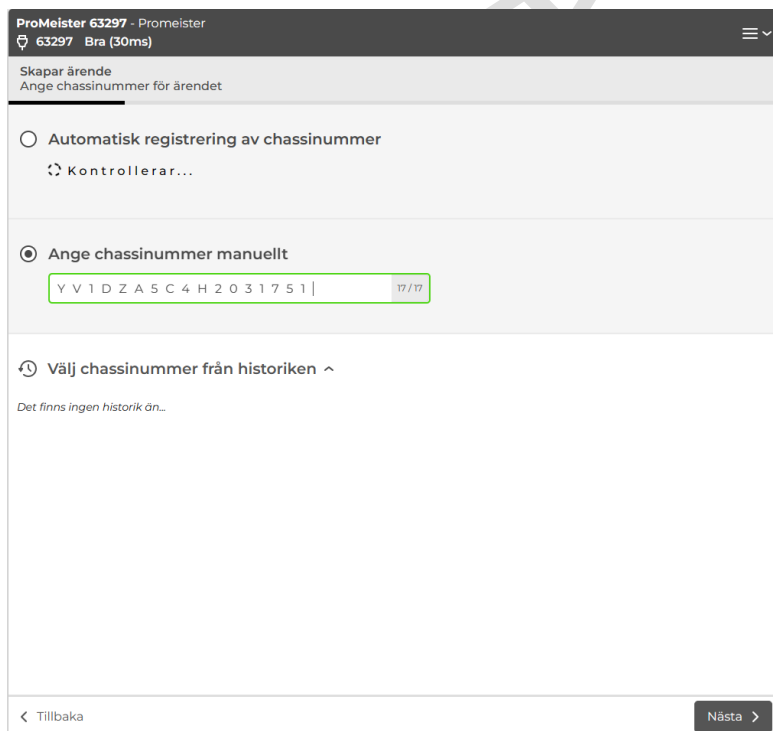 ProMeister 63297 - Promeister
63297 Bra (30ms)
Skapar ärende
Ange chassinummer för ärendet
Automatisk registrering av chassinummer
Kontrollerar...
Ange chassinummer manuellt
YV1DZA5C4H2031751
17/17
Välj chassinummer från historiken
Det finns ingen historik än...
Tillbaka
Nästa